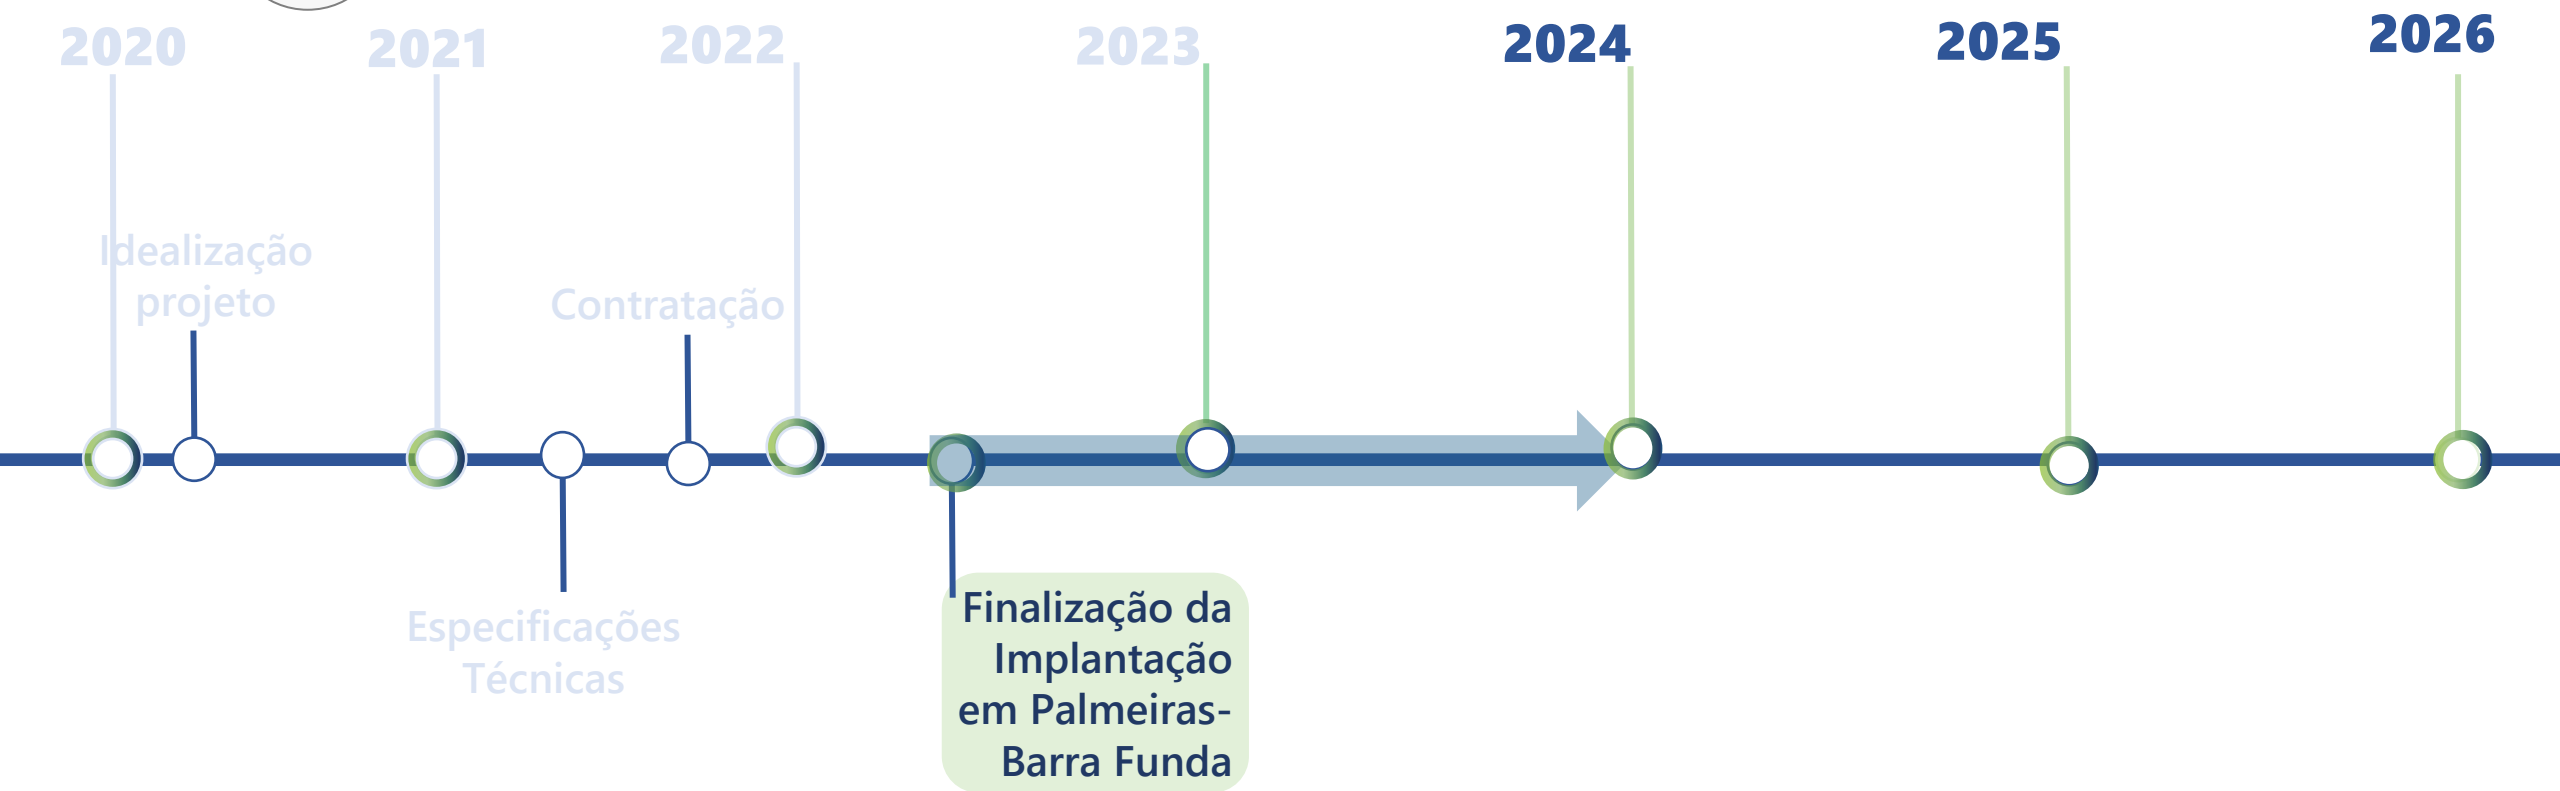 2020
2021
2022
2023
2024
2025
2026
Idealização
projeto
Contratação
Especificações
Técnicas
Finalização da
Implantação
em Palmeiras-
Barra Funda